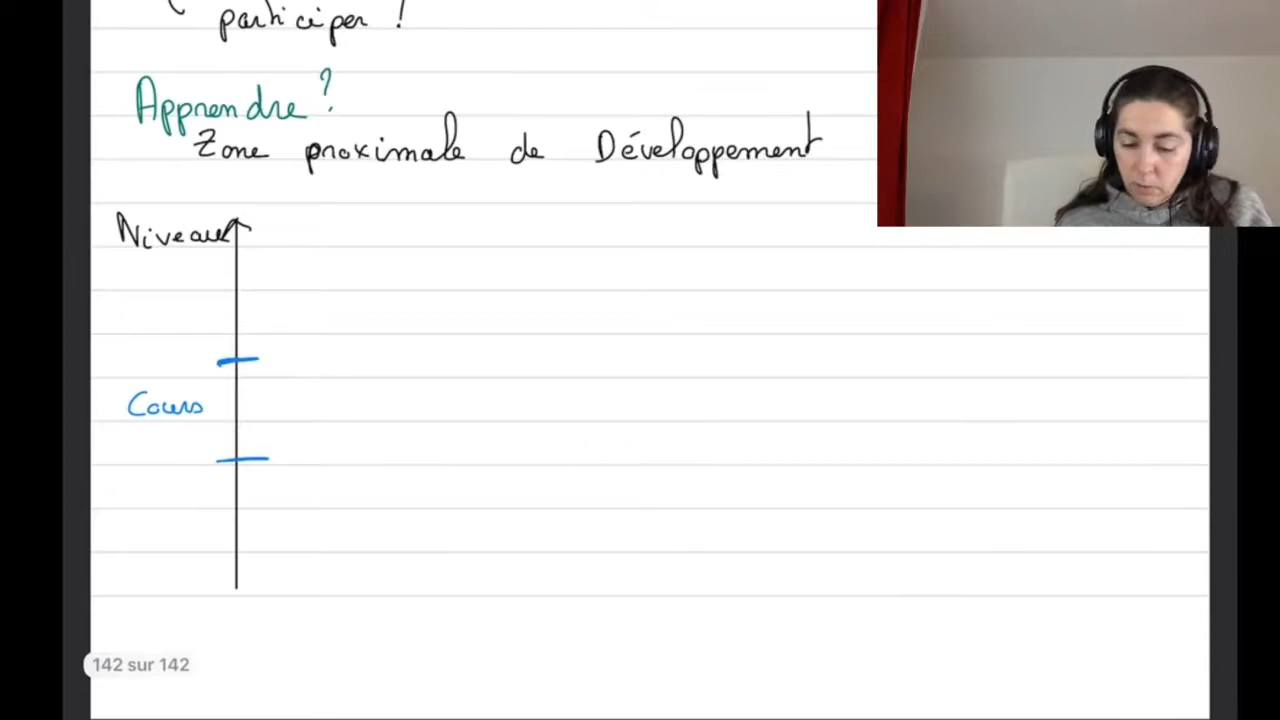 participer !
Apprendre ?
Zone proximale de Développement
Niveau
Cours
142 sur 142